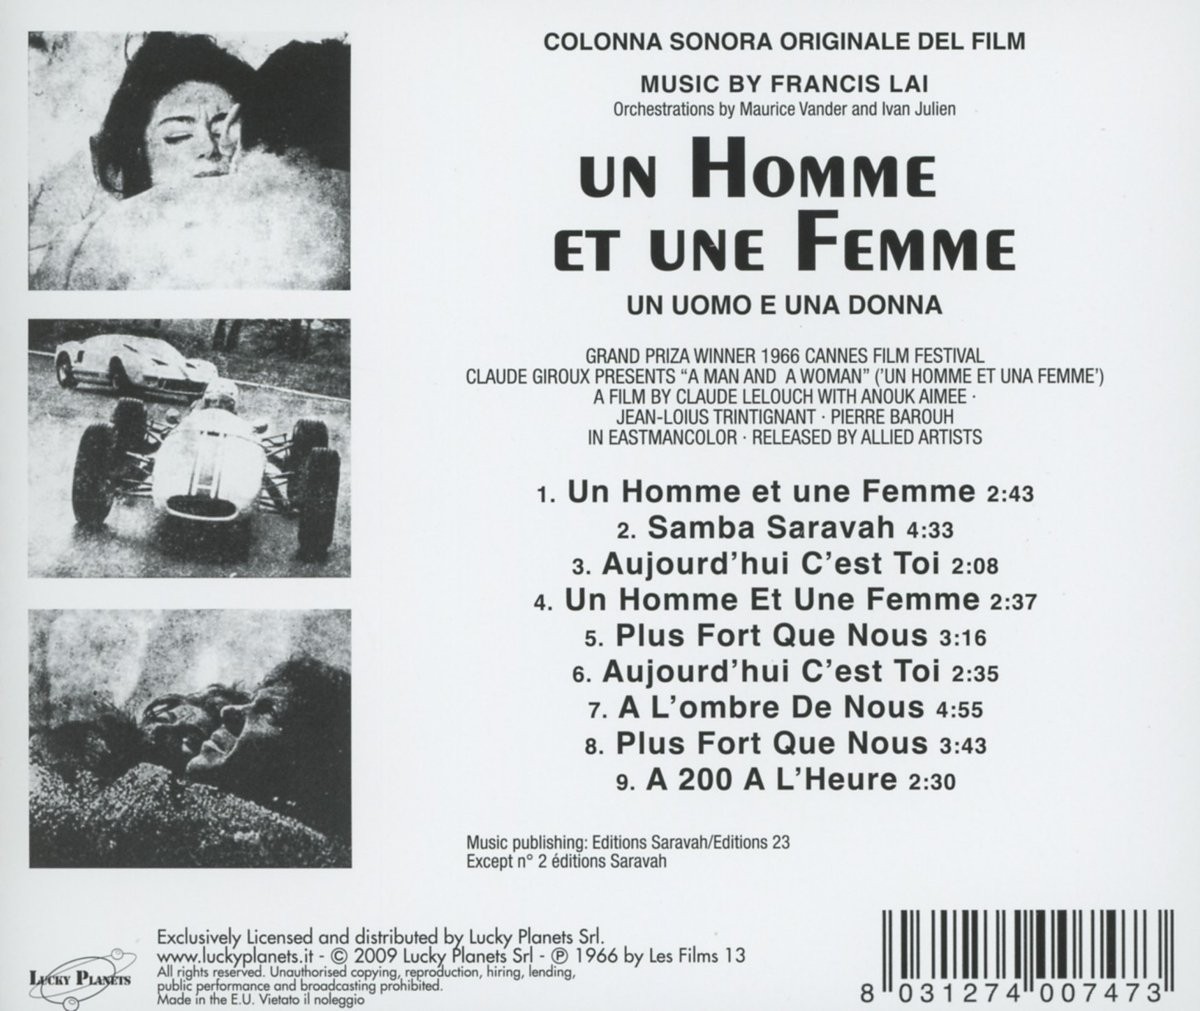 COLONNA SONORA ORIGINALE DEL FILM
MUSIC BY FRANCIS LAI
Orchestrations by Maurice Vander and Ivan Julien
UN HOMME
ET UNE FEMME
UN UOMO E UNA DONNA
GRAND PRIZA WINNER 1966 CANNES FILM FESTIVAL
CLAUDE GIROUX PRESENTS “A MAN AND A WOMAN” ('UN HOMME ET UNA FEMME')
A FILM BY CLAUDE LELOUCH WITH ANOUK AIMEE ·
JEAN-LOIUS TRINTIGNANT · PIERRE BAROUH
IN EASTMANCOLOR · RELEASED BY ALLIED ARTISTS
1. Un Homme et une Femme 2:43
2. Samba Saravah 4:33
3. Aujourd'hui C'est Toi 2:08
4. Un Homme Et Une Femme 2:37
5. Plus Fort Que Nous 3:16
6. Aujourd'hui C'est Toi 2:35
7. A L'ombre De Nous 4:55
8. Plus Fort Que Nous 3:43
9. A 200 A L'Heure 2:30
Music publishing: Editions Saravah/Editions 23
Except n° 2 éditions Saravah
LUCKY PLANETS
Exclusively Licensed and distributed by Lucky Planets Srl.
www.luckyplanets.it - © 2009 Lucky Planets Srl - ℗ 1966 by Les Films 13
All rights reserved. Unauthorised copying, reproduction, hiring, lending,
public performance and broadcasting prohibited.
Made in the E.U. Vietato il noleggio
8 031274 007473